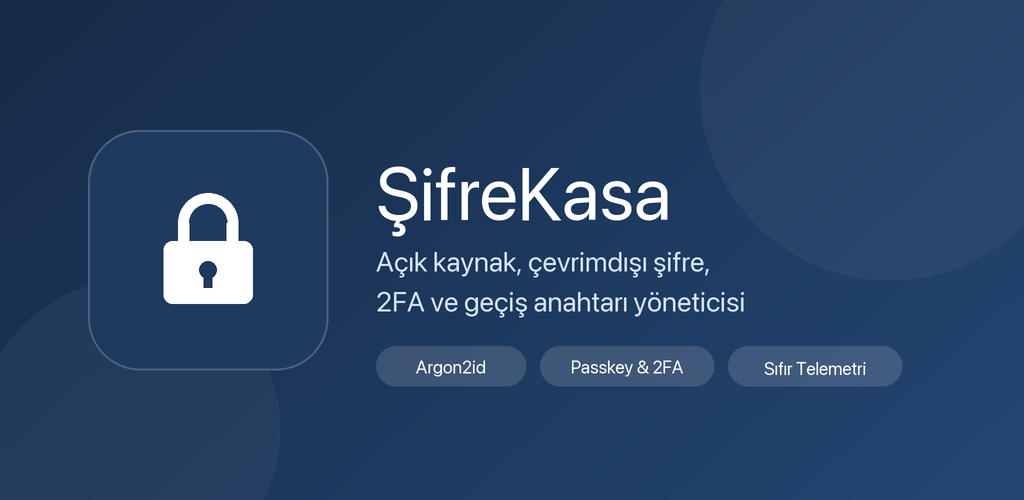 ŞifreKasa
Açık kaynak, çevrimdışı şifre,
2FA ve geçiş anahtarı yöneticisi
Argon2id
Passkey & 2FA
Sıfır Telemetri